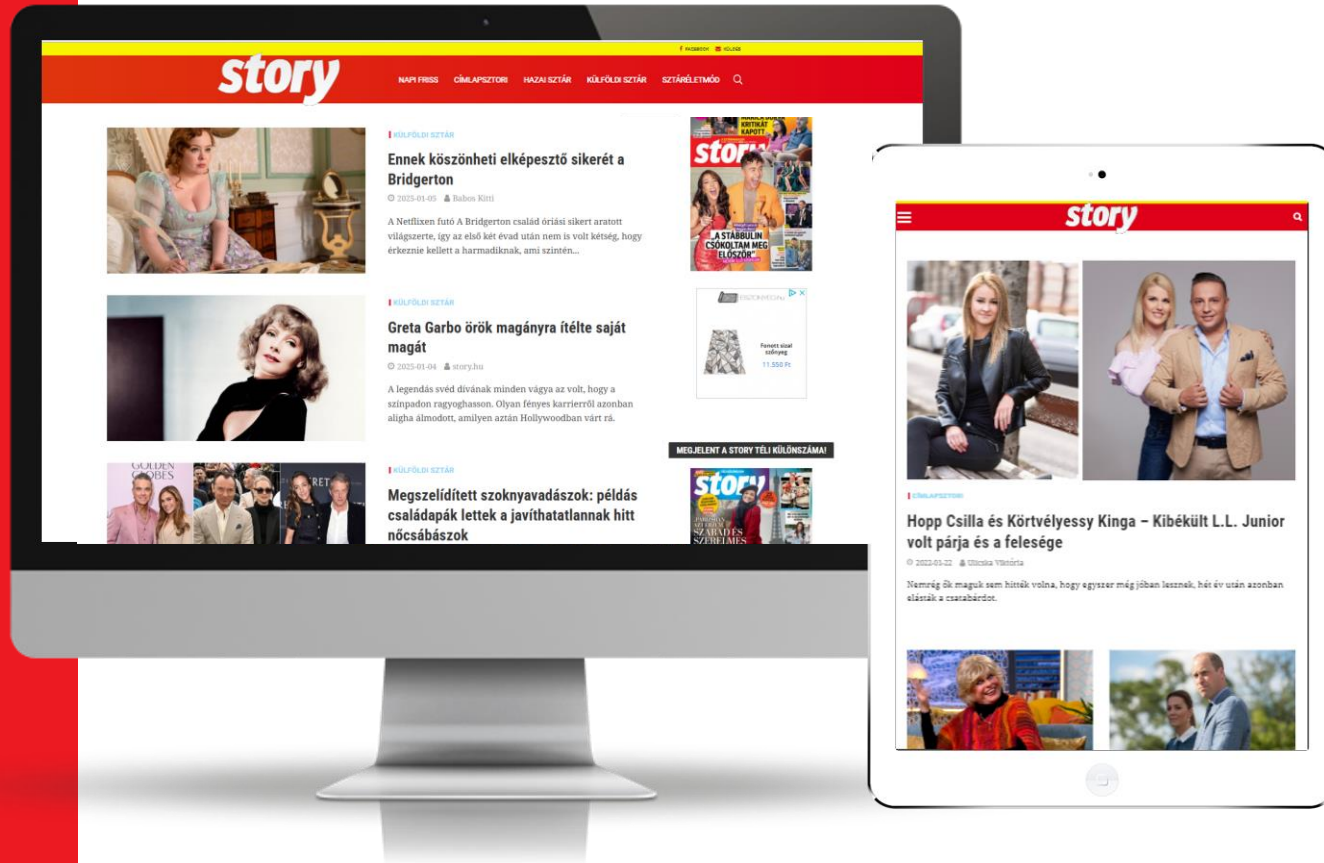 FACEBOOK KÜLDÉS
story
NAPI FRISS CÍMLAPSZTORI HAZAI SZTÁR KÜLFÖLDI SZTÁR SZTÁRÉLETMÓD
KÜLFÖLDI SZTÁR
Ennek köszönheti elképesztő sikerét a
Bridgerton
2025-01-05 Babos Kitti
A Netflixen futó A Bridgerton család óriási sikert aratott
világszerte, így az első két évad után nem is volt kétség, hogy
érkeznie kellett a harmadiknak, ami szintén...
KÜLFÖLDI SZTÁR
Greta Garbo örök magányra ítélte saját
magát
2025-01-04 story.hu
A legendás svéd dívának minden vágya az volt, hogy a
színpadon ragyoghasson. Olyan fényes karrierről azonban
aligha álmodott, amilyen aztán Hollywoodban várt rá.
GOLDEN
GLOBES
KÜLFÖLDI SZTÁR
Megszelídített szoknyavadászok: példás
családapák lettek a javíthatatlannak hitt
nőcsábászok
KRITIKÁT
KAPOTT
story
„A STÁBBULIN
CSÓKOLTAM MEG
ELŐSZÖR”
Fonott sizal
szőnyeg
11.550 Ft
MEGJELENT A STORY TÉLI KÜLÖNSZÁMA!
story
SZABAD ÉS
SZERELMES
story
CÍMLAPSZTORI
Hopp Csilla és Körtvélyessy Kinga – Kibékült L.L. Junior
volt párja és a felesége
2022-01-22 Ulicska Viktória
Nemrég ők maguk sem hitték volna, hogy egyszer még jóban lesznek, hét év után azonban
elásták a csatabárdot.